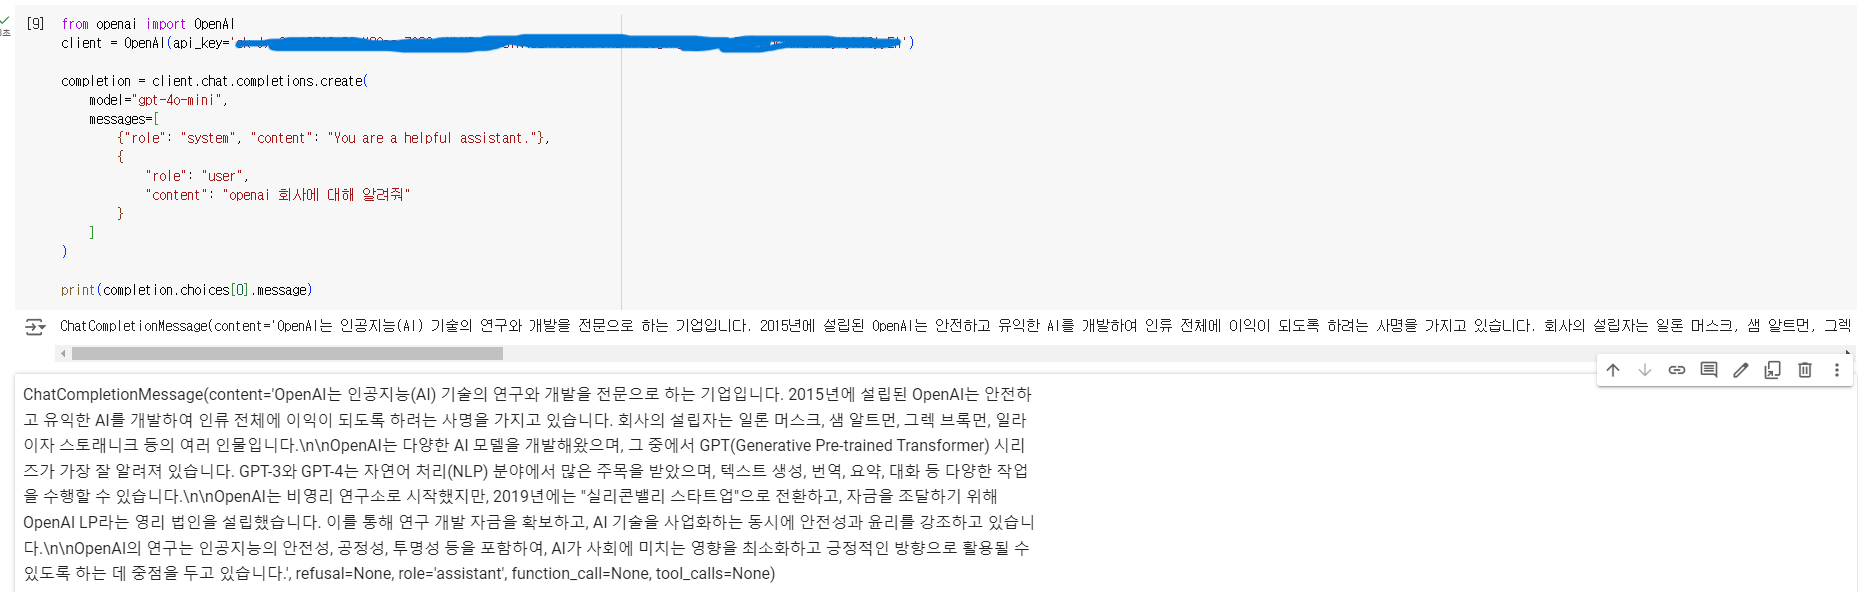 [9] from openai import OpenAI
client = OpenAI(api_key='
')
completion = client.chat.completions.create(
model="gpt-4o-mini",
messages=[
{"role": "system", "content": "You are a helpful assistant."},
{
"role": "user",
"content": "openai 회사에 대해 알려줘"
}
]
)
print(completion.choices[0].message)
ChatCompletionMessage(content='OpenAI는 인공지능(AI) 기술의 연구와 개발을 전문으로 하는 기업입니다. 2015년에 설립된 OpenAI는 안전하고 유익한 AI를 개발하여 인류 전체에 이익이 되도록 하려는 사명을 가지고 있습니다. 회사의 설립자는 일론 머스크, 샘 알트먼, 그렉
ChatCompletionMessage(content='OpenAI는 인공지능(AI) 기술의 연구와 개발을 전문으로 하는 기업입니다. 2015년에 설립된 OpenAI는 안전하
고 유익한 AI를 개발하여 인류 전체에 이익이 되도록 하려는 사명을 가지고 있습니다. 회사의 설립자는 일론 머스크, 샘 알트먼, 그렉 브록먼, 일라
이자 스토래니크 등의 여러 인물입니다.\n\nOpenAI는 다양한 AI 모델을 개발해왔으며, 그 중에서 GPT(Generative Pre-trained Transformer) 시리
즈가 가장 잘 알려져 있습니다. GPT-3와 GPT-4는 자연어 처리(NLP) 분야에서 많은 주목을 받았으며, 텍스트 생성, 번역, 요약, 대화 등 다양한 작업
을 수행할 수 있습니다.\n\nOpenAI는 비영리 연구소로 시작했지만, 2019년에는 "실리콘밸리 스타트업"으로 전환하고, 자금을 조달하기 위해
OpenAI LP라는 영리 법인을 설립했습니다. 이를 통해 연구 개발 자금을 확보하고, AI 기술을 사업화하는 동시에 안전성과 윤리를 강조하고 있습니
다.\n\nOpenAI의 연구는 인공지능의 안전성, 공정성, 투명성 등을 포함하여, AI가 사회에 미치는 영향을 최소화하고 긍정적인 방향으로 활용될 수
있도록 하는 데 중점을 두고 있습니다.', refusal=None, role='assistant', function_call=None, tool_calls=None)